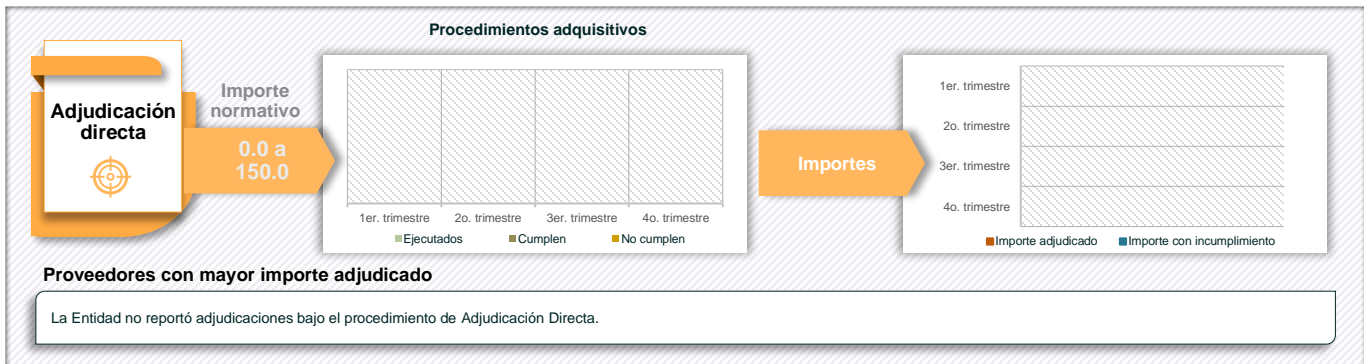 Procedimientos adquisitivos
Adjudicación
directa
Importe
normativo
0.0 a
150.0
1er. trimestre
2o. trimestre
3er. trimestre
4o. trimestre
Ejecutados
Cumplen
No cumplen
Importes
1er. trimestre
2o. trimestre
3er. trimestre
4o. trimestre
Importe adjudicado
Importe con incumplimiento
Proveedores con mayor importe adjudicado
La Entidad no reportó adjudicaciones bajo el procedimiento de Adjudicación Directa.